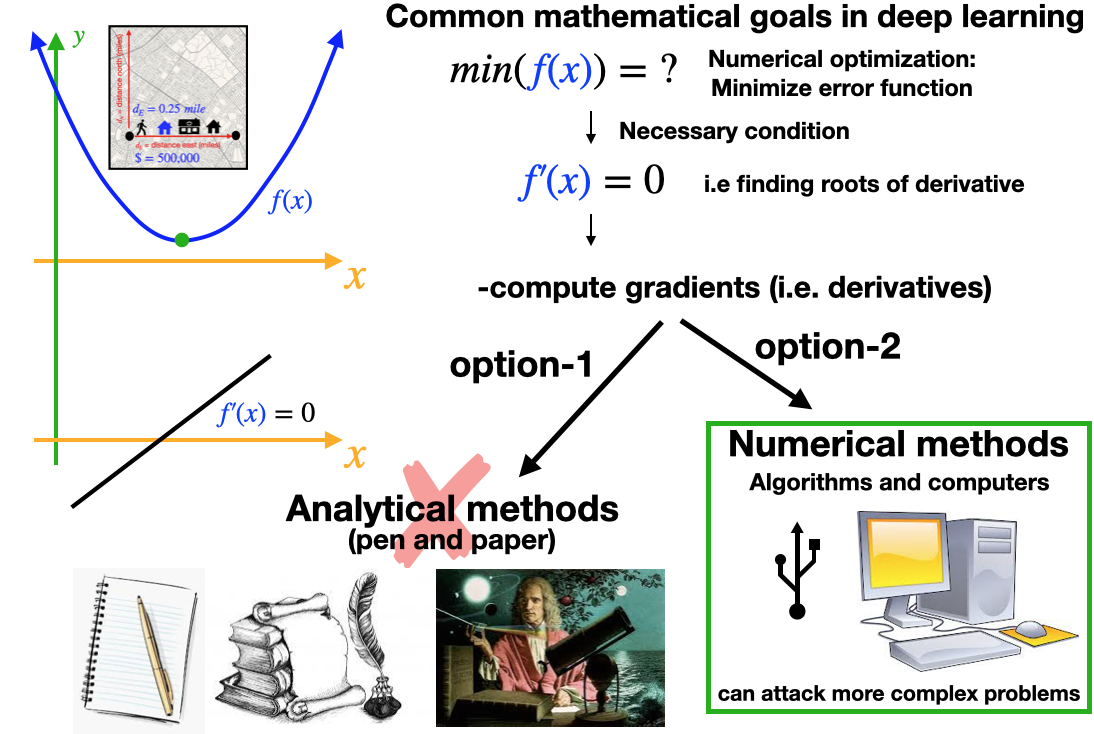 Common mathematical goals in deep learning
y
d_N = distance north (miles)
d_E = 0.25 mile
d_E = distance east (miles)
$ = 500,000
f(x)
x
min(f(x)) = ?
Numerical optimization:
Minimize error function
Necessary condition
f′(x) = 0
i.e finding roots of derivative
-compute gradients (i.e. derivatives)
option-1
option-2
f′(x) = 0
x
Analytical methods
(pen and paper)
Numerical methods
Algorithms and computers
can attack more complex problems